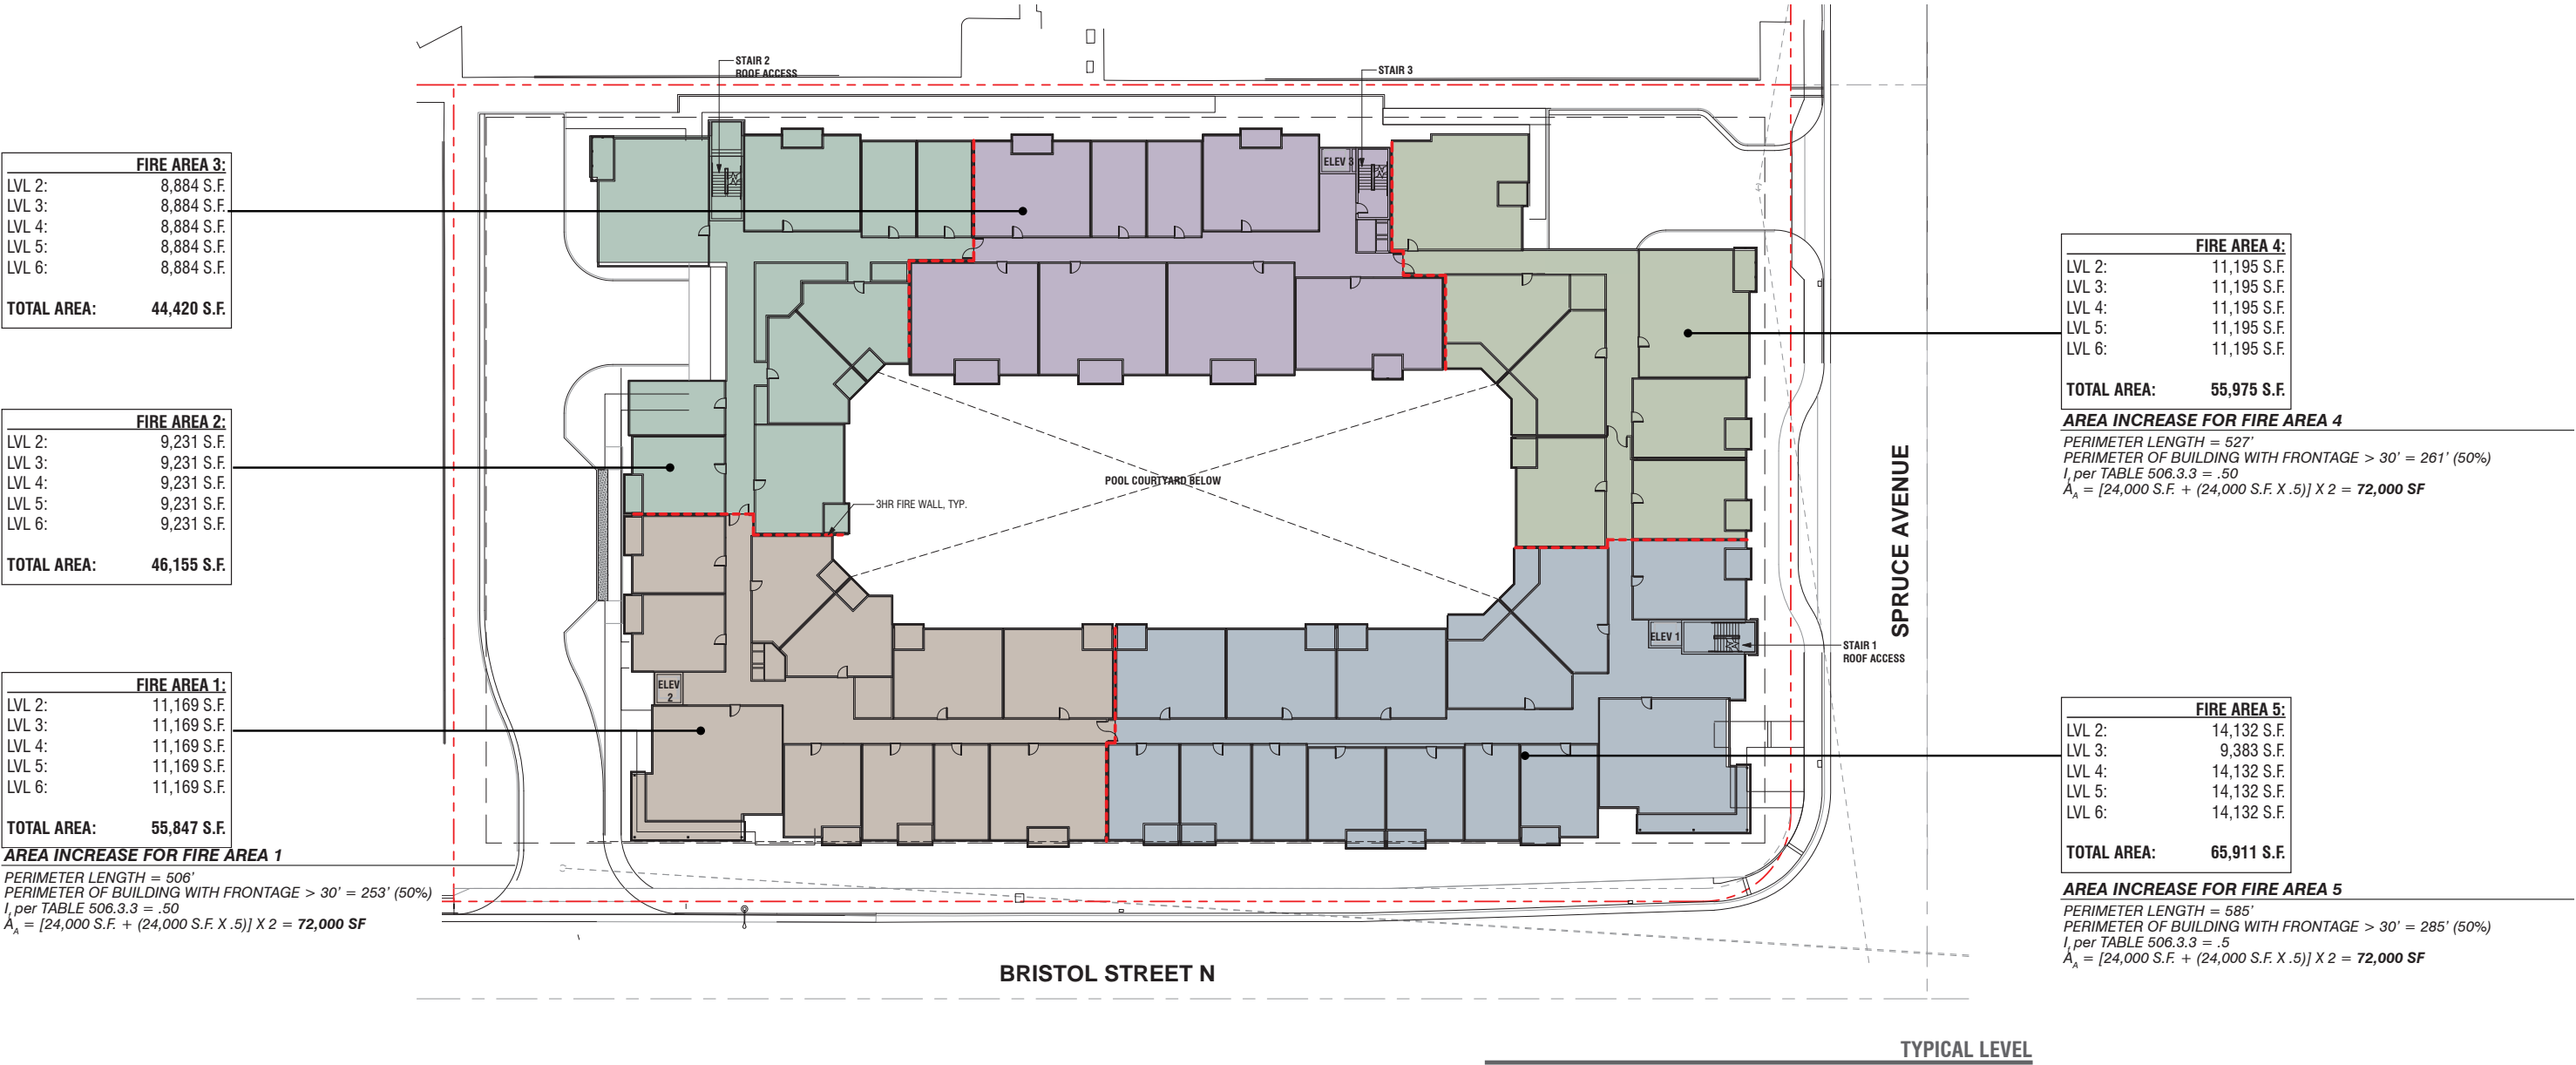 STAIR 2
ROOF ACCESS
STAIR 3
ELEV 3
FIRE AREA 3:
LVL 2: 8,884 S.F.
LVL 3: 8,884 S.F.
LVL 4: 8,884 S.F.
LVL 5: 8,884 S.F.
LVL 6: 8,884 S.F.
TOTAL AREA: 44,420 S.F.
FIRE AREA 2:
LVL 2: 9,231 S.F.
LVL 3: 9,231 S.F.
LVL 4: 9,231 S.F.
LVL 5: 9,231 S.F.
LVL 6: 9,231 S.F.
TOTAL AREA: 46,155 S.F.
FIRE AREA 1:
LVL 2: 11,169 S.F.
LVL 3: 11,169 S.F.
LVL 4: 11,169 S.F.
LVL 5: 11,169 S.F.
LVL 6: 11,169 S.F.
TOTAL AREA: 55,847 S.F.
AREA INCREASE FOR FIRE AREA 1
PERIMETER LENGTH = 506'
PERIMETER OF BUILDING WITH FRONTAGE > 30' = 253' (50%)
I, per TABLE 506.3.3 = .50
AA = [24,000 S.F. + (24,000 S.F. X .5)] X 2 = 72,000 SF
POOL COURTYARD BELOW
3HR FIRE WALL, TYP.
ELEV
2
ELEV 1
STAIR 1
ROOF ACCESS
FIRE AREA 4:
LVL 2: 11,195 S.F.
LVL 3: 11,195 S.F.
LVL 4: 11,195 S.F.
LVL 5: 11,195 S.F.
LVL 6: 11,195 S.F.
TOTAL AREA: 55,975 S.F.
AREA INCREASE FOR FIRE AREA 4
PERIMETER LENGTH = 527'
PERIMETER OF BUILDING WITH FRONTAGE > 30' = 261' (50%)
I, per TABLE 506.3.3 = .50
AA = [24,000 S.F. + (24,000 S.F. X .5)] X 2 = 72,000 SF
SPRUCE AVENUE
FIRE AREA 5:
LVL 2: 14,132 S.F.
LVL 3: 9,383 S.F.
LVL 4: 14,132 S.F.
LVL 5: 14,132 S.F.
LVL 6: 14,132 S.F.
TOTAL AREA: 65,911 S.F.
AREA INCREASE FOR FIRE AREA 5
PERIMETER LENGTH = 585'
PERIMETER OF BUILDING WITH FRONTAGE > 30' = 285' (50%)
I, per TABLE 506.3.3 = .5
AA = [24,000 S.F. + (24,000 S.F. X .5)] X 2 = 72,000 SF
BRISTOL STREET N
TYPICAL LEVEL